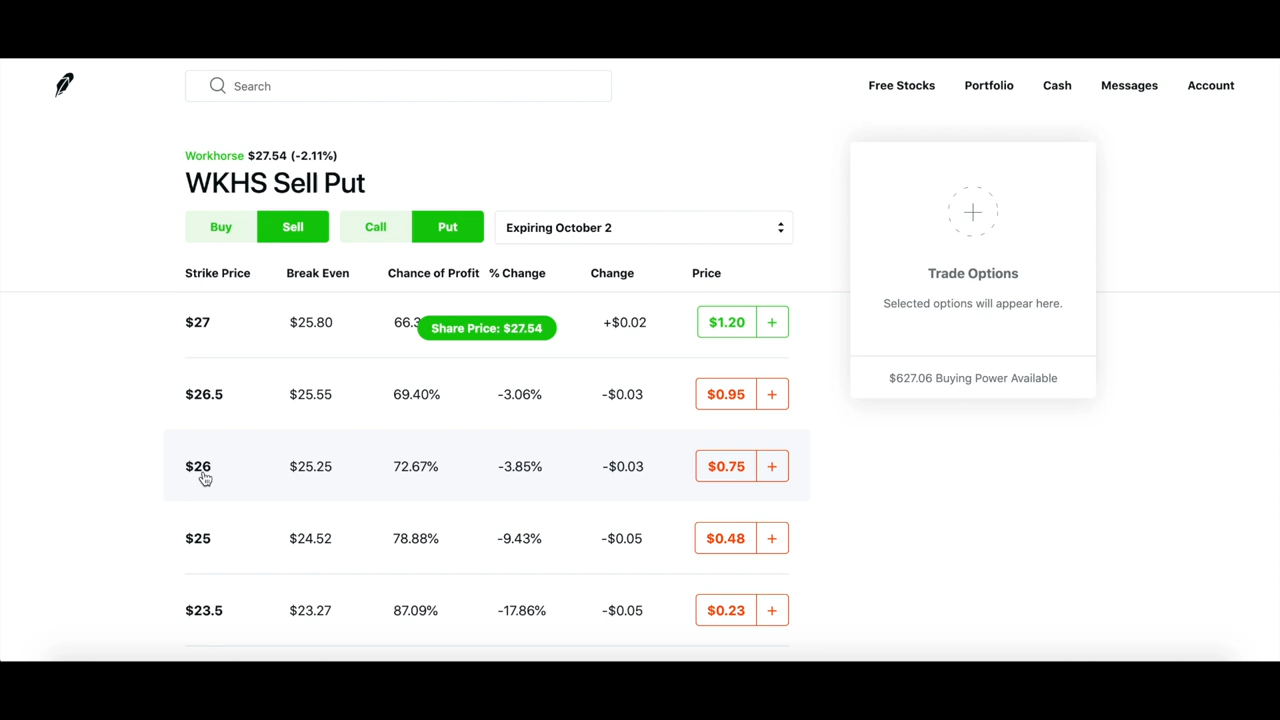 Search
Free Stocks Portfolio Cash Messages Account
Workhorse $27.54 (-2.11%)
WKHS Sell Put
Buy Sell Call Put Expiring October 2
Strike Price Break Even Chance of Profit % Change Change Price
$27 $25.80 66.3 +$0.02 $1.20 +
Share Price: $27.54
$26.5 $25.55 69.40% -3.06% -$0.03 $0.95 +
$26 $25.25 72.67% -3.85% -$0.03 $0.75 +
$25 $24.52 78.88% -9.43% -$0.05 $0.48 +
$23.5 $23.27 87.09% -17.86% -$0.05 $0.23 +
Trade Options
Selected options will appear here.
$627.06 Buying Power Available